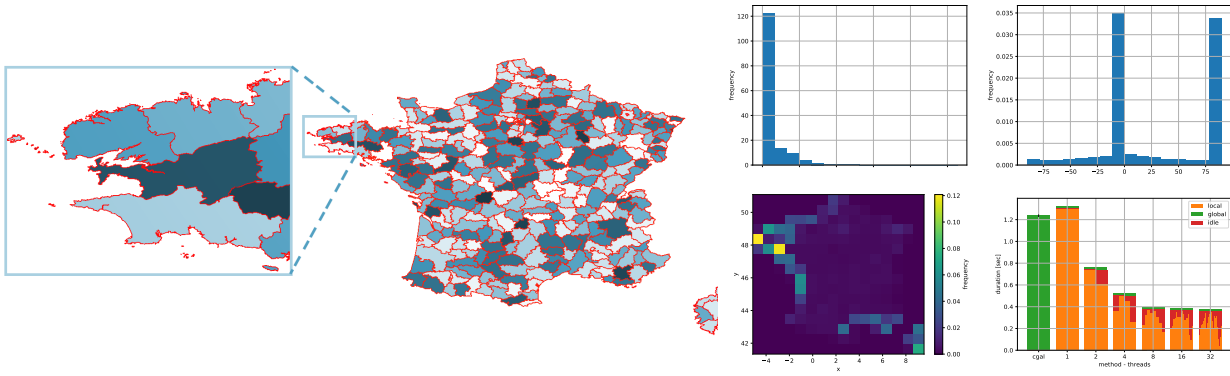 120
100
80
60
40
20
0
frequency
0.035
0.030
0.025
0.020
0.015
0.010
0.005
0.000
frequency
−75 −50 −25 0 25 50 75
50
48
46
44
42
y
−4 −2 0 2 4 6 8
x
0.12
0.10
0.08
0.06
0.04
0.02
0.00
frequency
1.2
1.0
0.8
0.6
0.4
0.2
0.0
duration [sec]
local
global
idle
cgal 1 2 4 8 16 32
method - threads